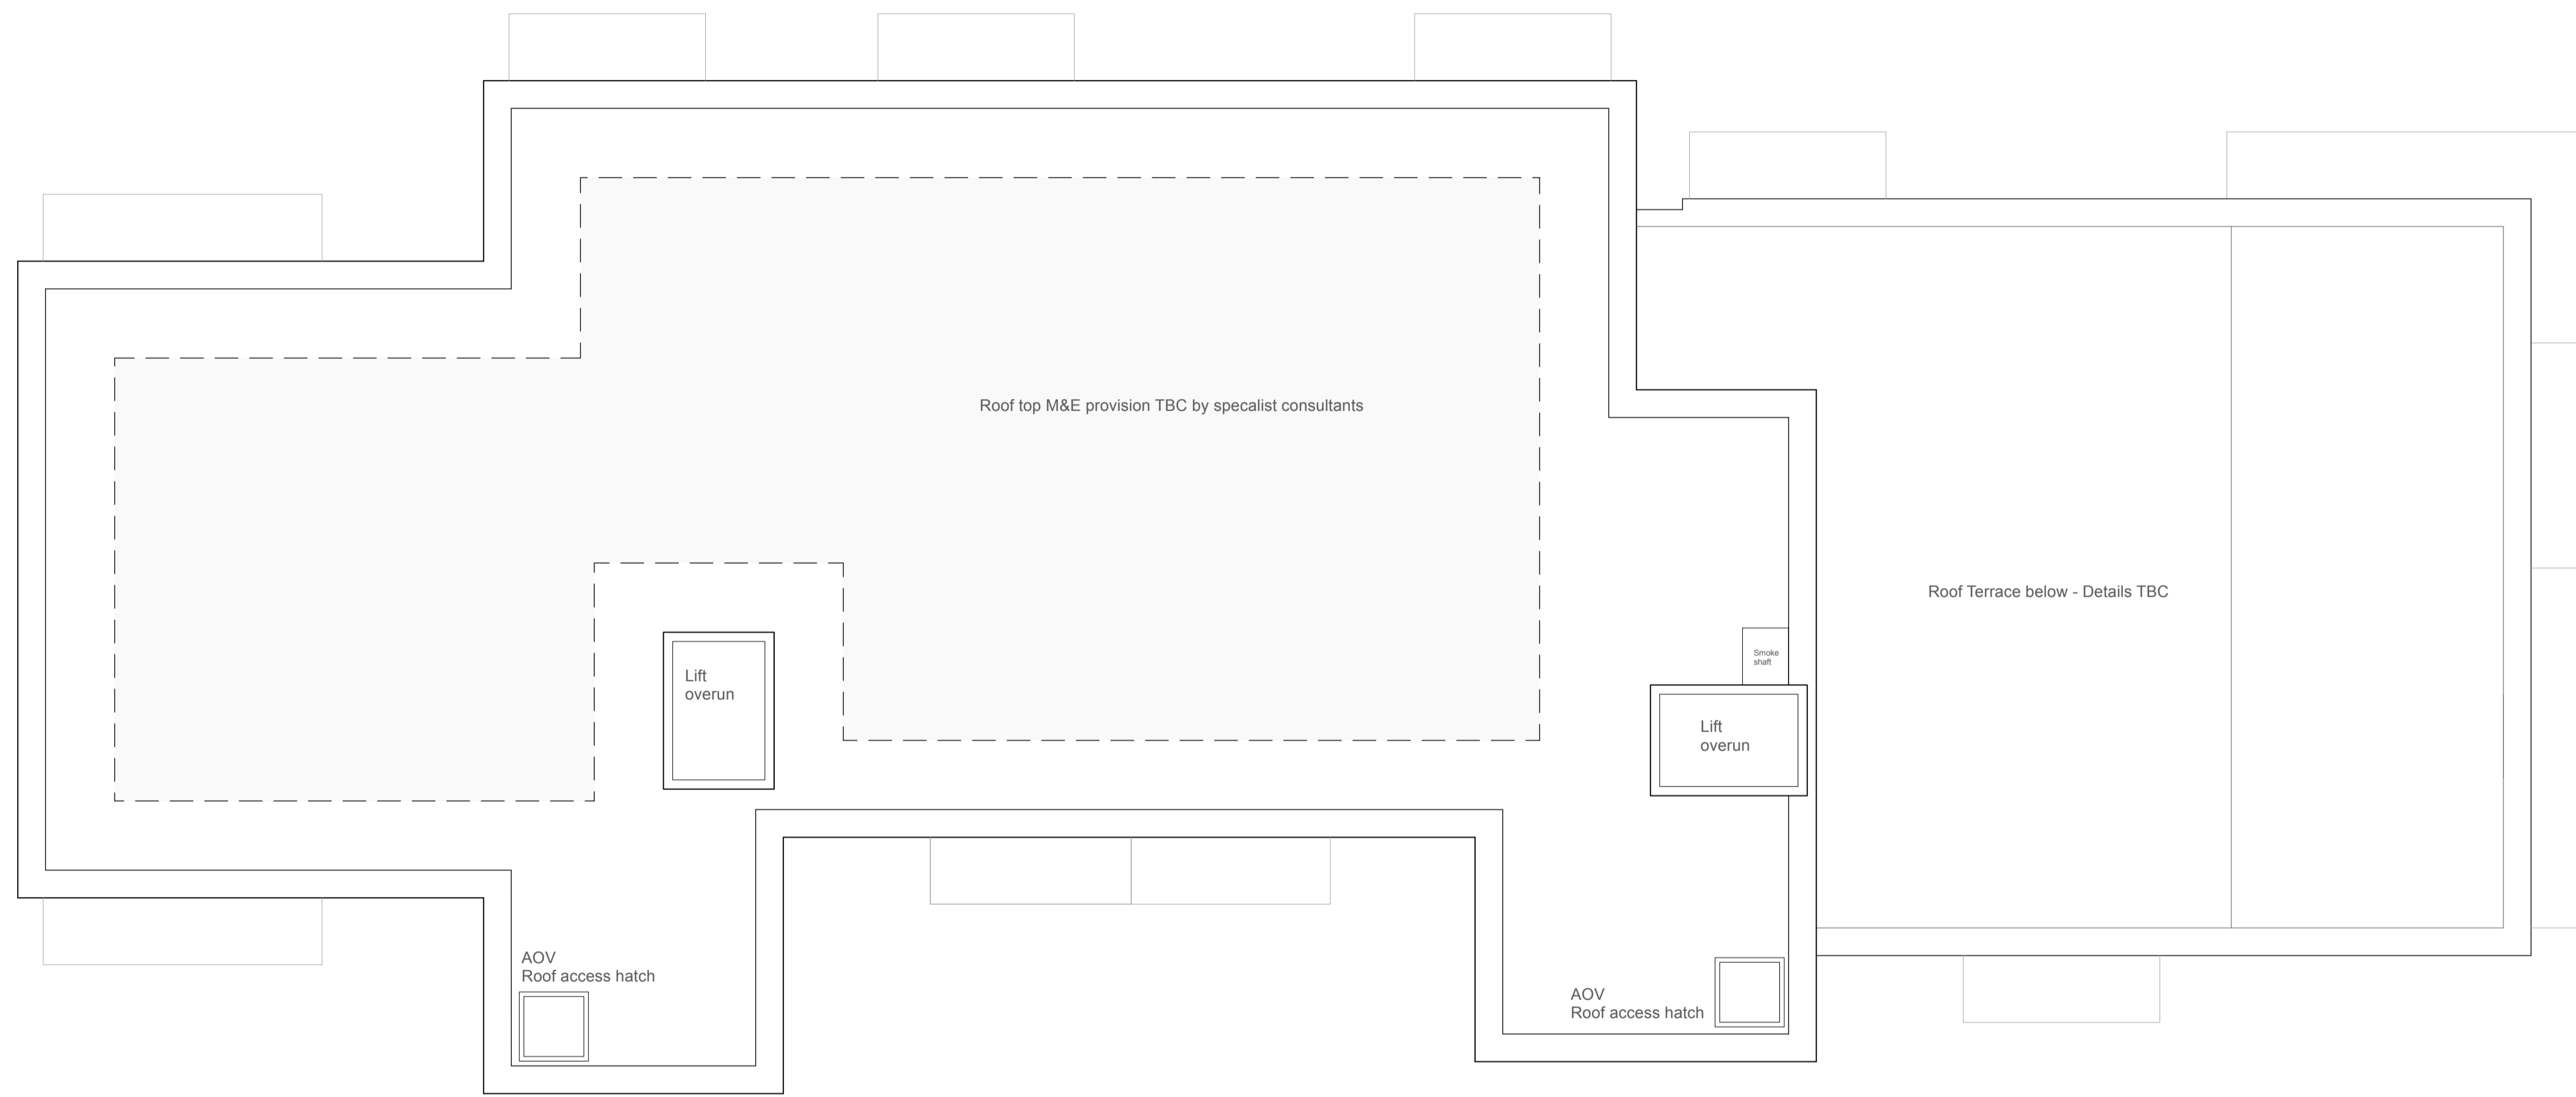 Roof top M&E provision TBC by specalist consultants
Roof Terrace below - Details TBC
Smoke
shaft
Lift
overun
Lift
overun
AOV
Roof access hatch
AOV
Roof access hatch